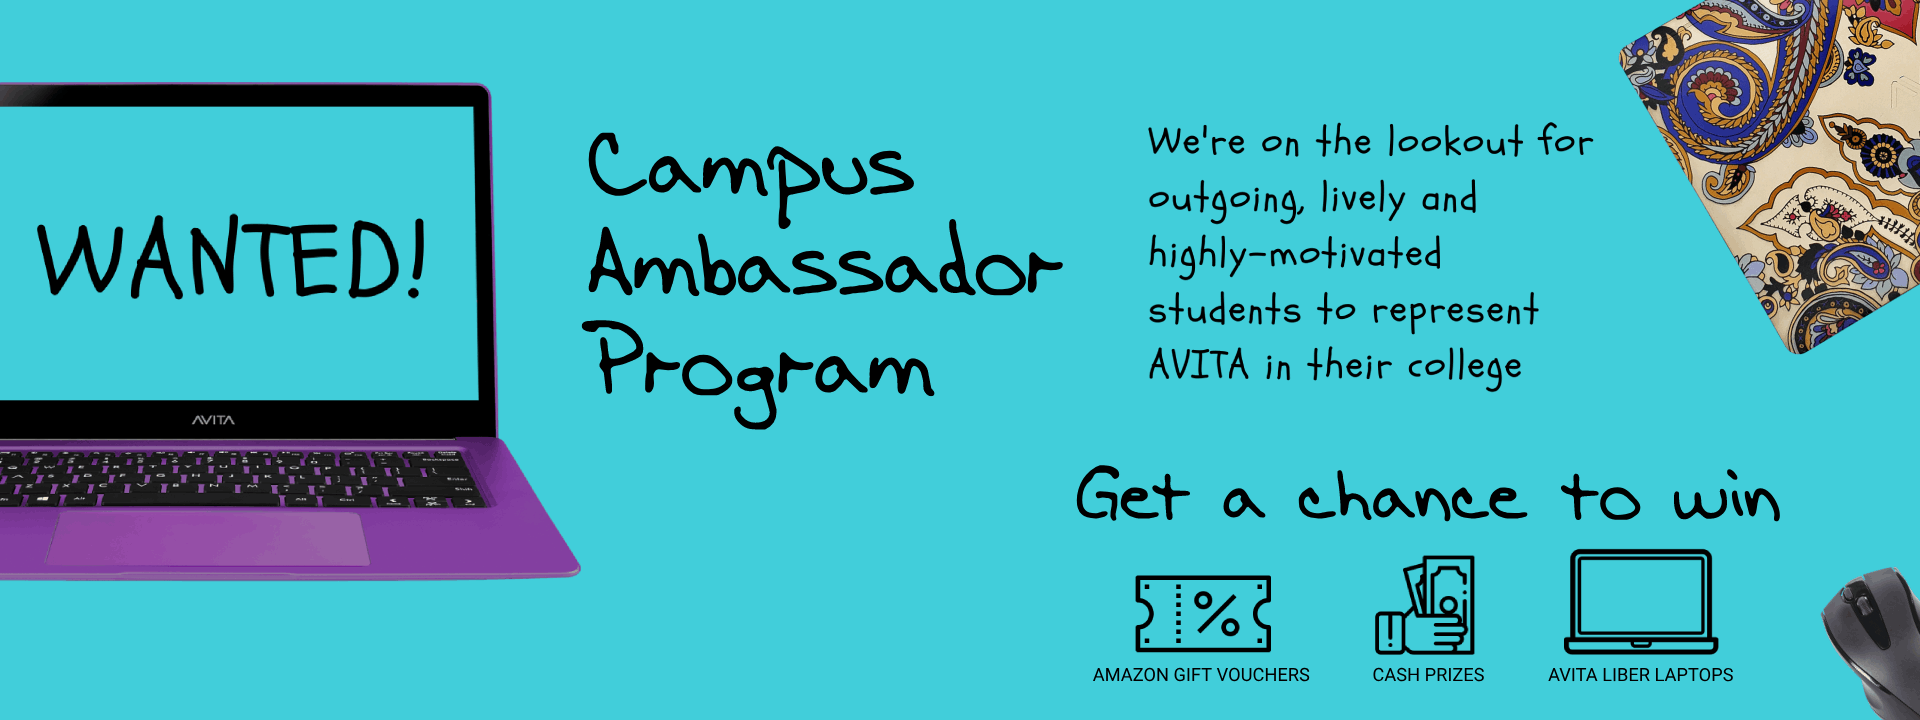 WANTED!
AVITA
Campus
Ambassador
Program
We're on the lookout for
outgoing, lively and
highly-motivated
students to represent
AVITA in their college
Get a chance to win
AMAZON GIFT VOUCHERS
CASH PRIZES
AVITA LIBER LAPTOPS